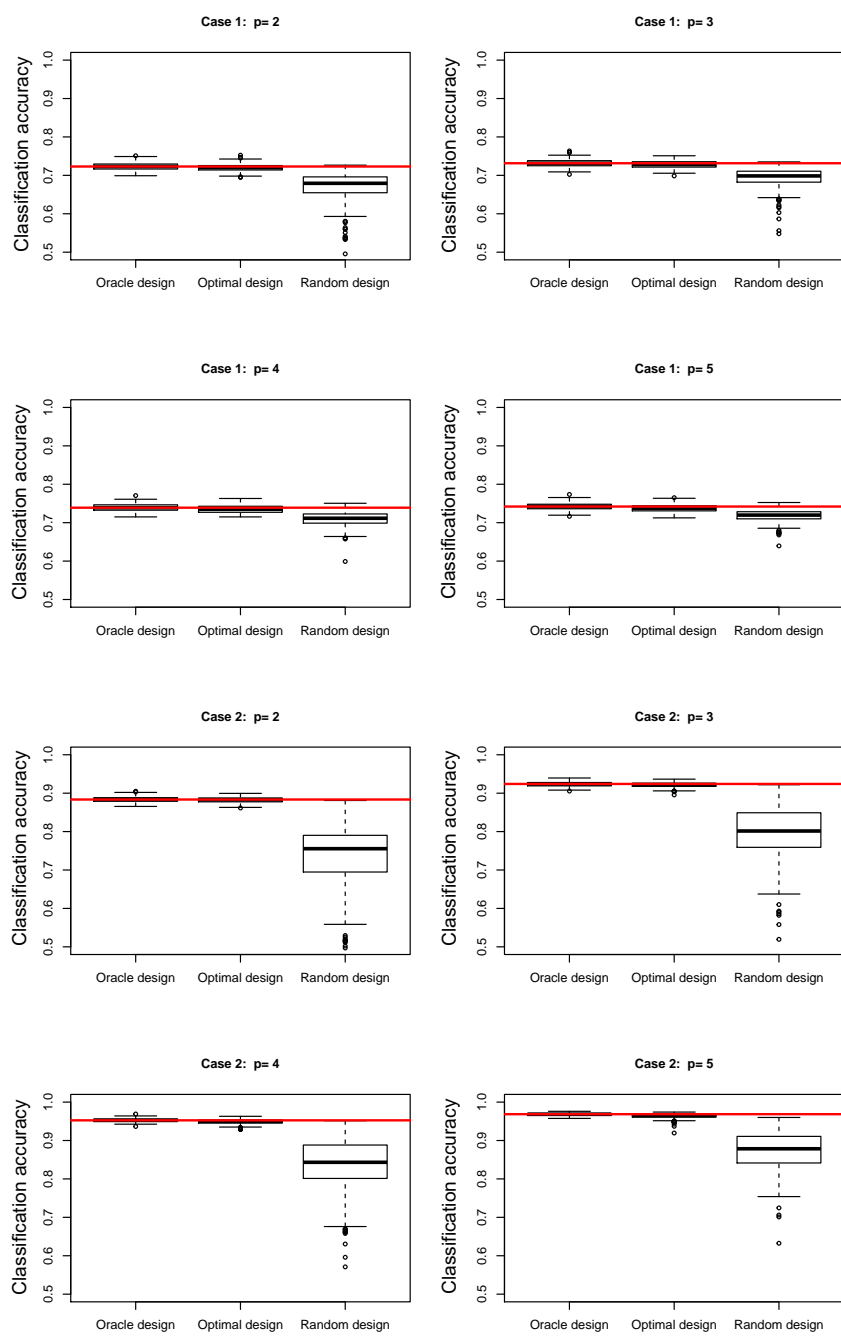 Case 1: p= 2
Classification accuracy
1.0
0.9
0.8
0.7
0.6
0.5
Oracle design Optimal design Random design
Case 1: p= 3
Classification accuracy
1.0
0.9
0.8
0.7
0.6
0.5
Oracle design Optimal design Random design
Case 1: p= 4
Classification accuracy
1.0
0.9
0.8
0.7
0.6
0.5
Oracle design Optimal design Random design
Case 1: p= 5
Classification accuracy
1.0
0.9
0.8
0.7
0.6
0.5
Oracle design Optimal design Random design
Case 2: p= 2
Classification accuracy
1.0
0.9
0.8
0.7
0.6
0.5
Oracle design Optimal design Random design
Case 2: p= 3
Classification accuracy
1.0
0.9
0.8
0.7
0.6
0.5
Oracle design Optimal design Random design
Case 2: p= 4
Classification accuracy
1.0
0.9
0.8
0.7
0.6
0.5
Oracle design Optimal design Random design
Case 2: p= 5
Classification accuracy
1.0
0.9
0.8
0.7
0.6
0.5
Oracle design Optimal design Random design